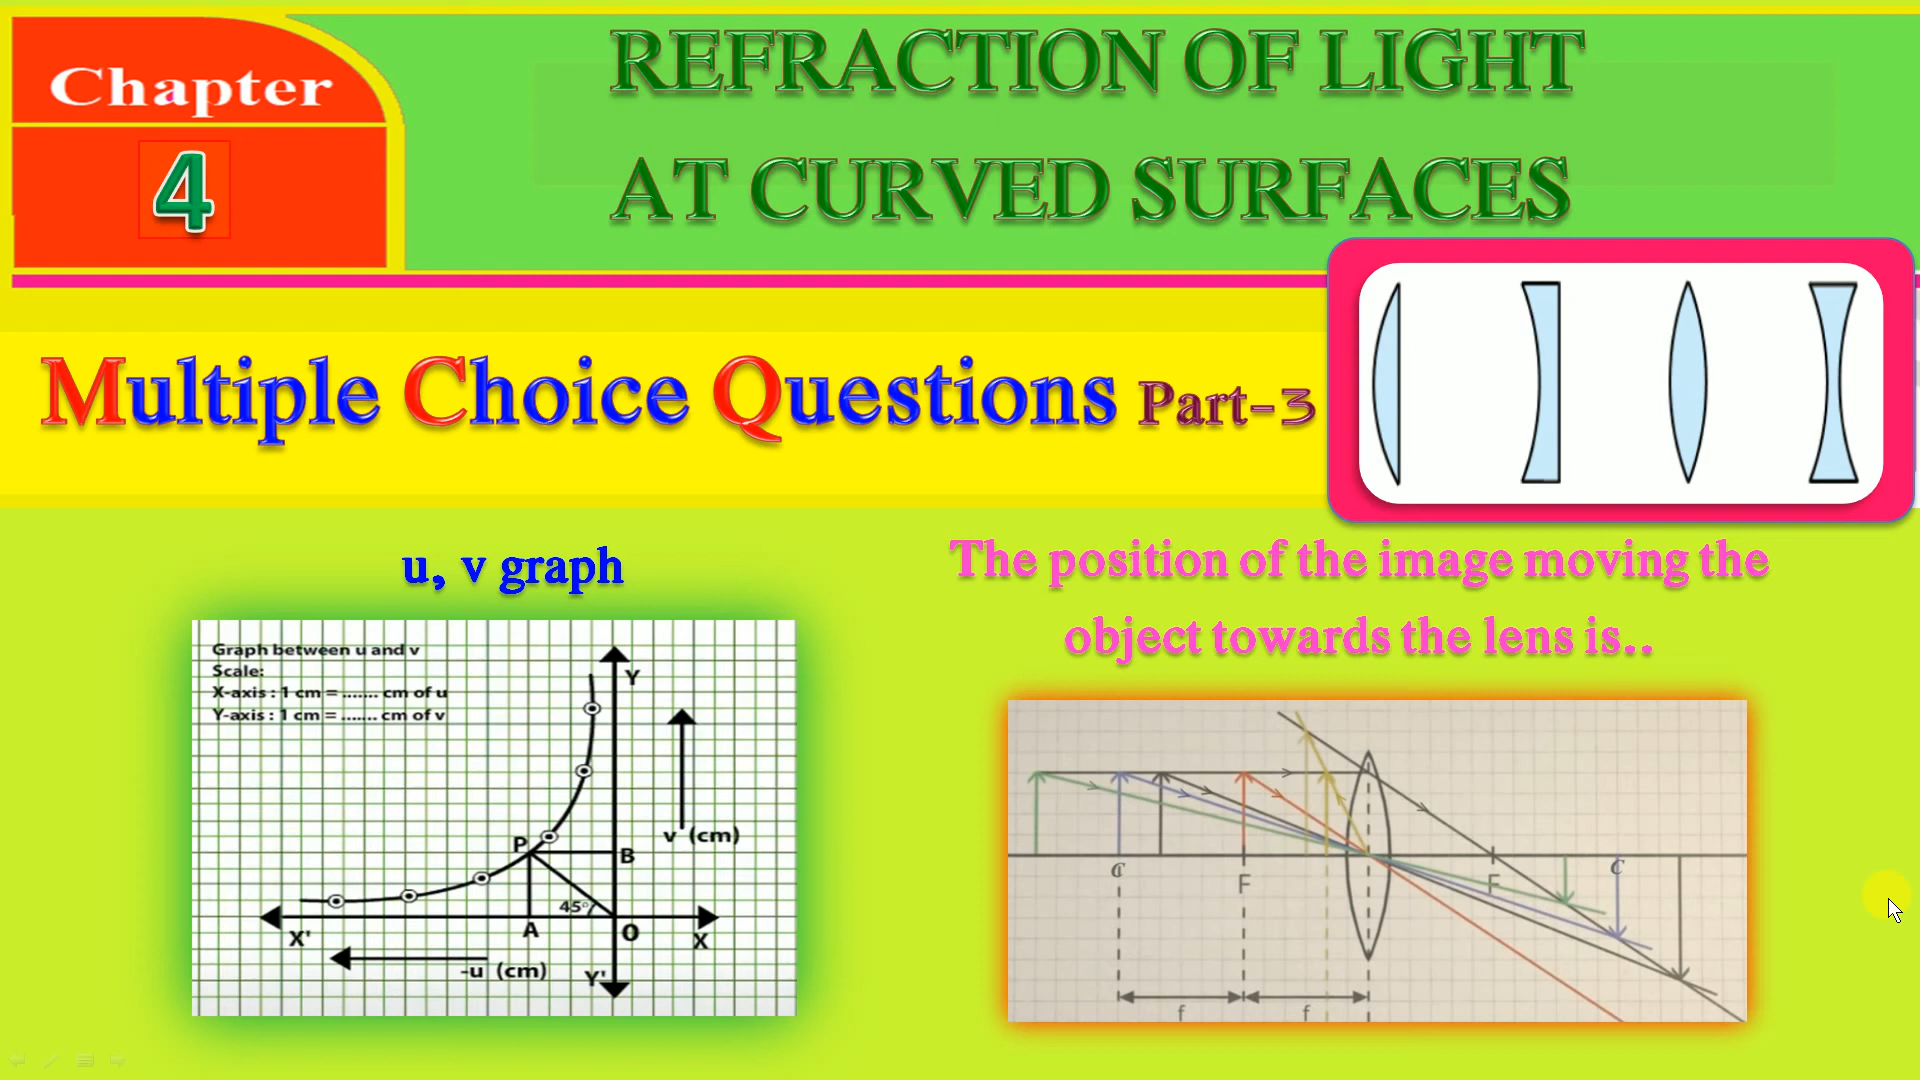 Chapter
4
REFRACTION OF LIGHT
AT CURVED SURFACES
Multiple Choice Questions Part-3
u, v graph
Graph between u and v
Scale:
X-axis : 1 cm = ....... cm of u
Y-axis : 1 cm = ....... cm of v
Y
v (cm)
P
B
45°
A
O
X'
X
-u (cm)
Y'
The position of the image moving the
object towards the lens is..
C
F
F
C
f
f